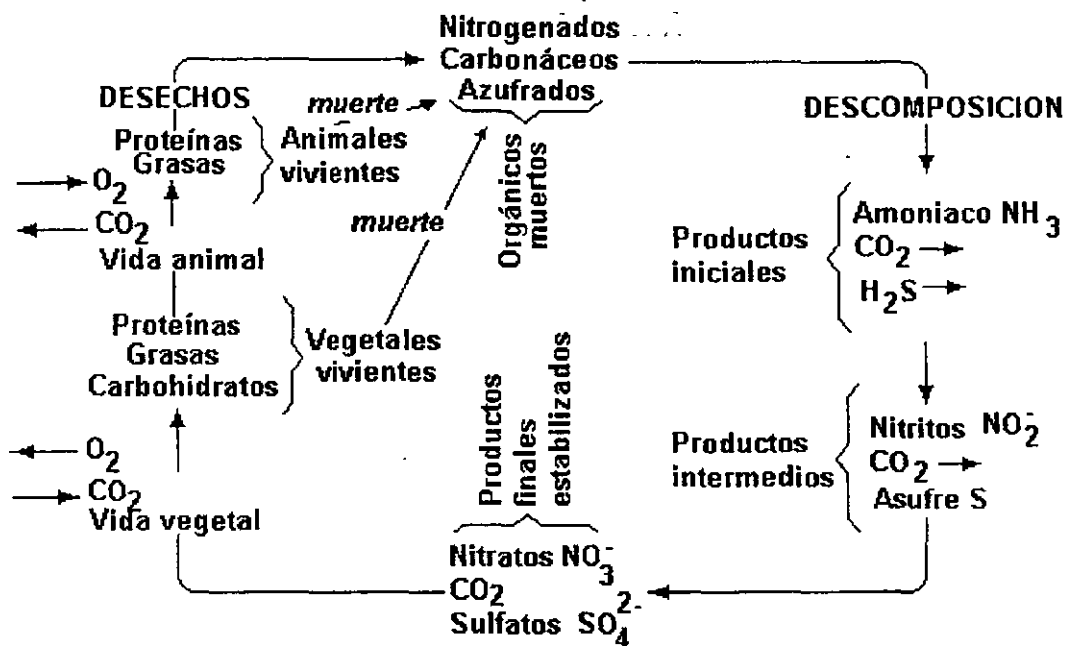 Nitrogenados
Carbonáceos
Azufrados
Orgánicos
muertos
DESECHOS
muerte
Proteínas
Grasas
Animales
vivientes
O2
CO2
Vida animal
muerte
Proteínas
Grasas
Carbohidratos
Vegetales
vivientes
O2
CO2
Vida vegetal
DESCOMPOSICION
Productos
iniciales
Amoniaco NH3
CO2
H2S
Productos
intermedios
Nitritos NO2-
CO2
Asufre S
Productos
finales
estabilizados
Nitratos NO3-
CO2
Sulfatos SO4 2-